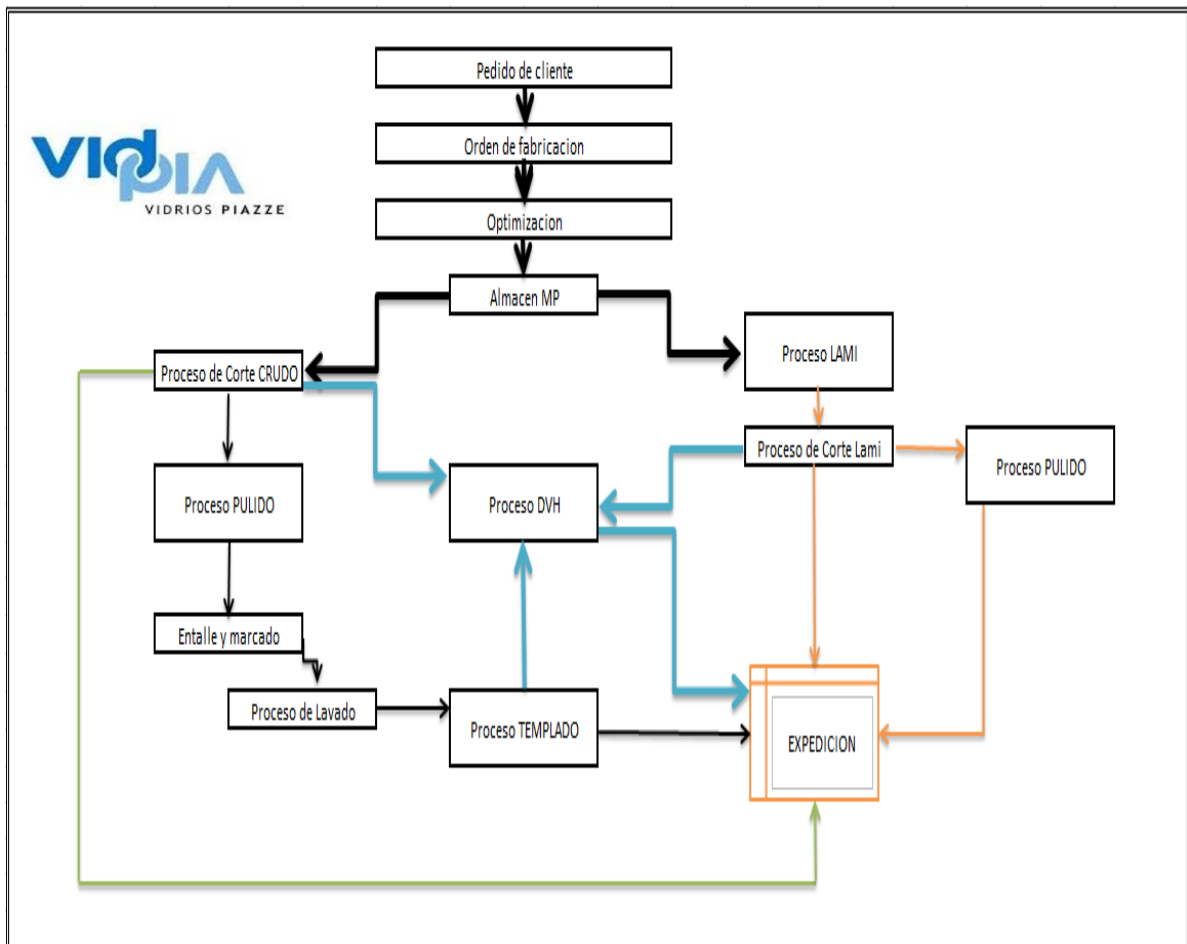 Pedido de cliente
Orden de fabricacion
VIdpIA
VIDRIOS PIAZZE
Optimizacion
Almacen MP
Proceso LAMI
Proceso de Corte CRUDO
Proceso de Corte Lami
Proceso PULIDO
Proceso PULIDO
Proceso DVH
Entalle y marcado
Proceso de Lavado
Proceso TEMPLADO
EXPEDICION